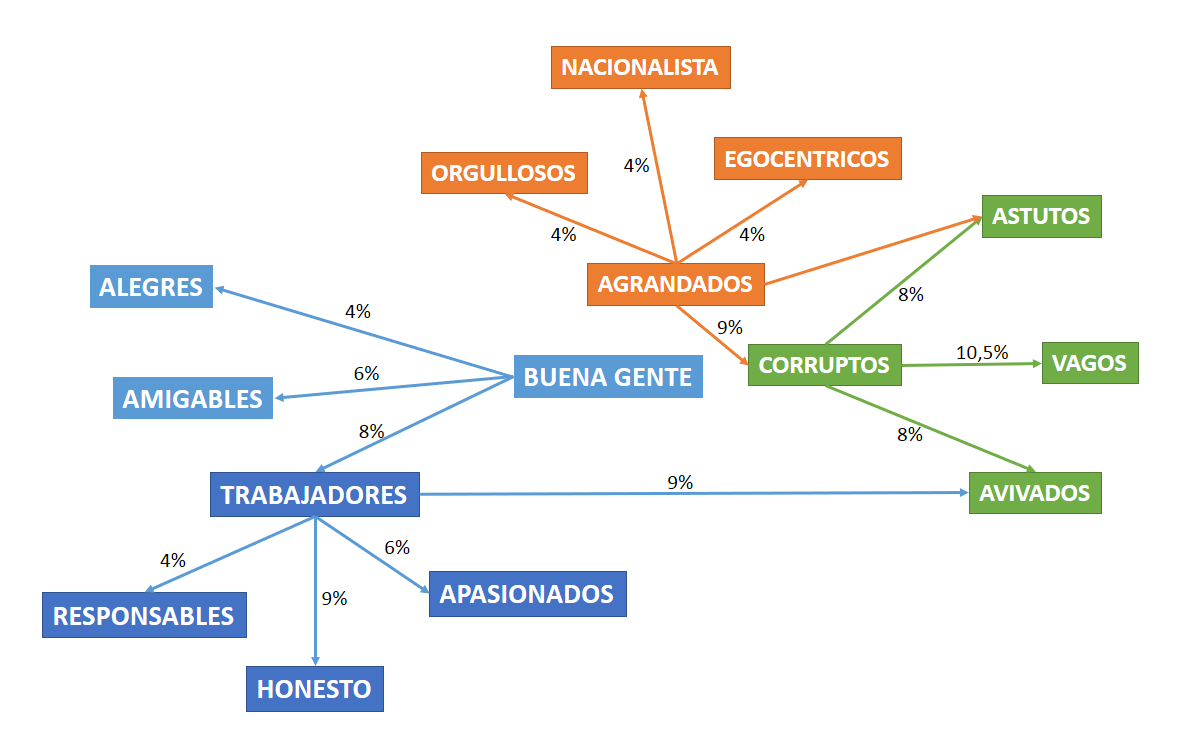 NACIONALISTA
EGOCENTRICOS
ORGULLOSOS
4%
ASTUTOS
4%
4%
AGRANDADOS
ALEGRES
8%
4%
9%
10,5%
CORRUPTOS
VAGOS
6%
BUENA GENTE
AMIGABLES
8%
8%
9%
TRABAJADORES
AVIVADOS
6%
4%
APASIONADOS
9%
RESPONSABLES
HONESTO